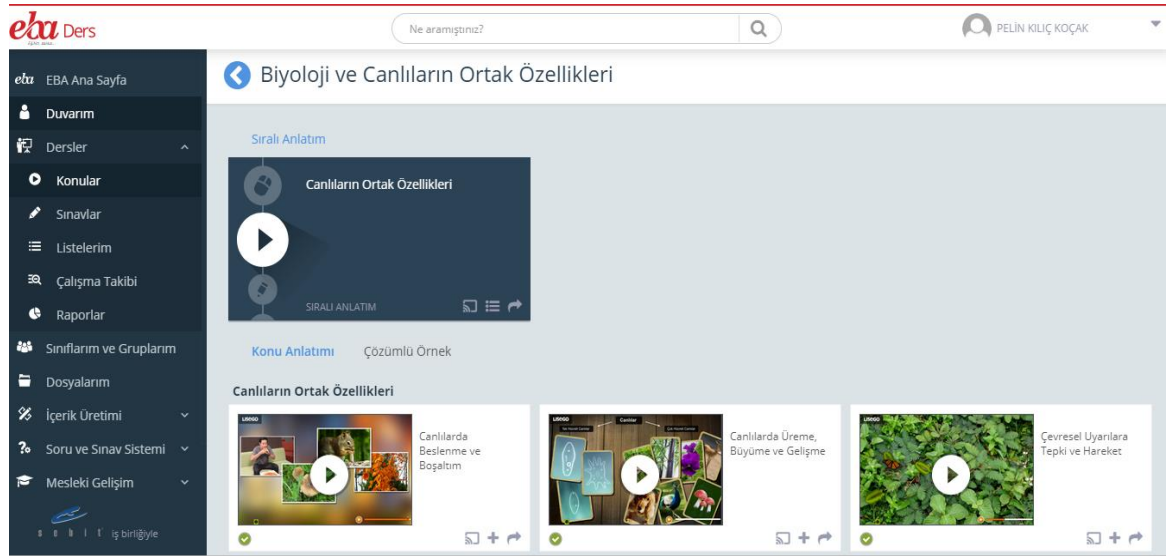 eba Ders
Ne aramıştınız?
PELİN KILIÇ KOÇAK
eba EBA Ana Sayfa
Duvarım
Dersler
Konular
Sınavlar
Listelerim
Çalışma Takibi
Raporlar
Sınıflarım ve Gruplarım
Dosyalarım
İçerik Üretimi
Soru ve Sınav Sistemi
Mesleki Gelişim
sebit iş birliğiyle
Biyoloji ve Canlıların Ortak Özellikleri
Sıralı Anlatım
Canlıların Ortak Özellikleri
SIRALI ANLATIM
Konu Anlatımı Çözümlü Örnek
Canlıların Ortak Özellikleri
Canlılarda
Beslenme ve
Boşaltım
Canlılar
Canlılarda Üreme,
Büyüme ve Gelişme
Çevresel Uyarılara
Tepki ve Hareket